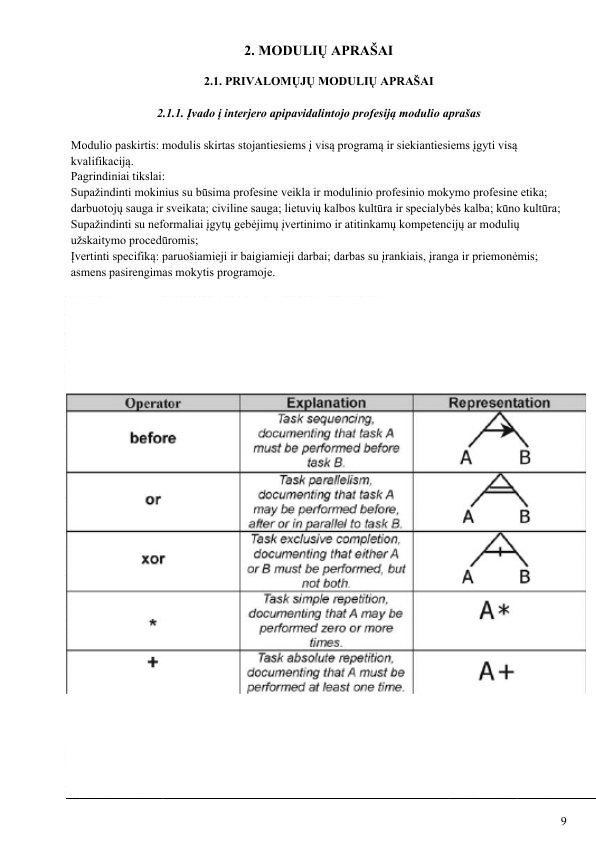 2. MODULIŲ APRAŠAI
2.1. PRIVALOMŲJŲ MODULIŲ APRAŠAI
2.1.1. Įvado į interjero apipavidalintojo profesiją modulio aprašas
Modulio paskirtis: modulis skirtas stojantiesiems į visą programą ir siekiantiesiems įgyti visą
kvalifikaciją.
Pagrindiniai tikslai:
Supažindinti mokinius su būsima profesine veikla ir modulinio profesinio mokymo profesine etika;
darbuotojų sauga ir sveikata; civiline sauga; lietuvių kalbos kultūra ir specialybės kalba; kūno kultūra;
Supažindinti su neformaliai įgytų gebėjimų įvertinimo ir atitinkamų kompetencijų ar modulių
užskaitymo procedūromis;
Įvertinti specifiką: paruošiamieji ir baigiamieji darbai; darbas su įrankiais, įranga ir priemonėmis;
asmens pasirengimas mokytis programoje.
Operator Explanation Representation
before
Task sequencing,
documenting that task A
must be performed before
task B.
A B
or
Task parallelism,
documenting that task A
may be performed before,
after or in parallel to task B.
A B
xor
Task exclusive completion,
documenting that either A
or B must be performed, but
not both.
A B
*
Task simple repetition,
documenting that A may be
performed zero or more
times.
A*
+
Task absolute repetition,
documenting that A must be
performed at least one time.
A+
9